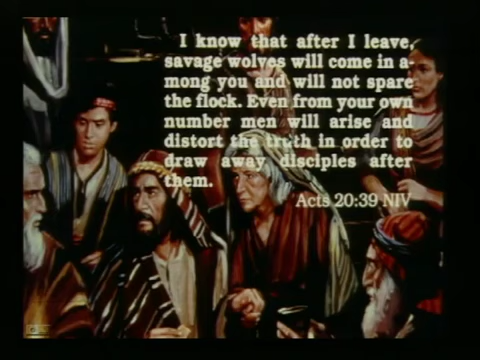 I know that after I leave,
savage wolves will come in a-
mong you and will not spare
the flock. Even from your own
number men will arise and
distort the truth in order to
draw away disciples after
them.
Acts 20:39 NIV